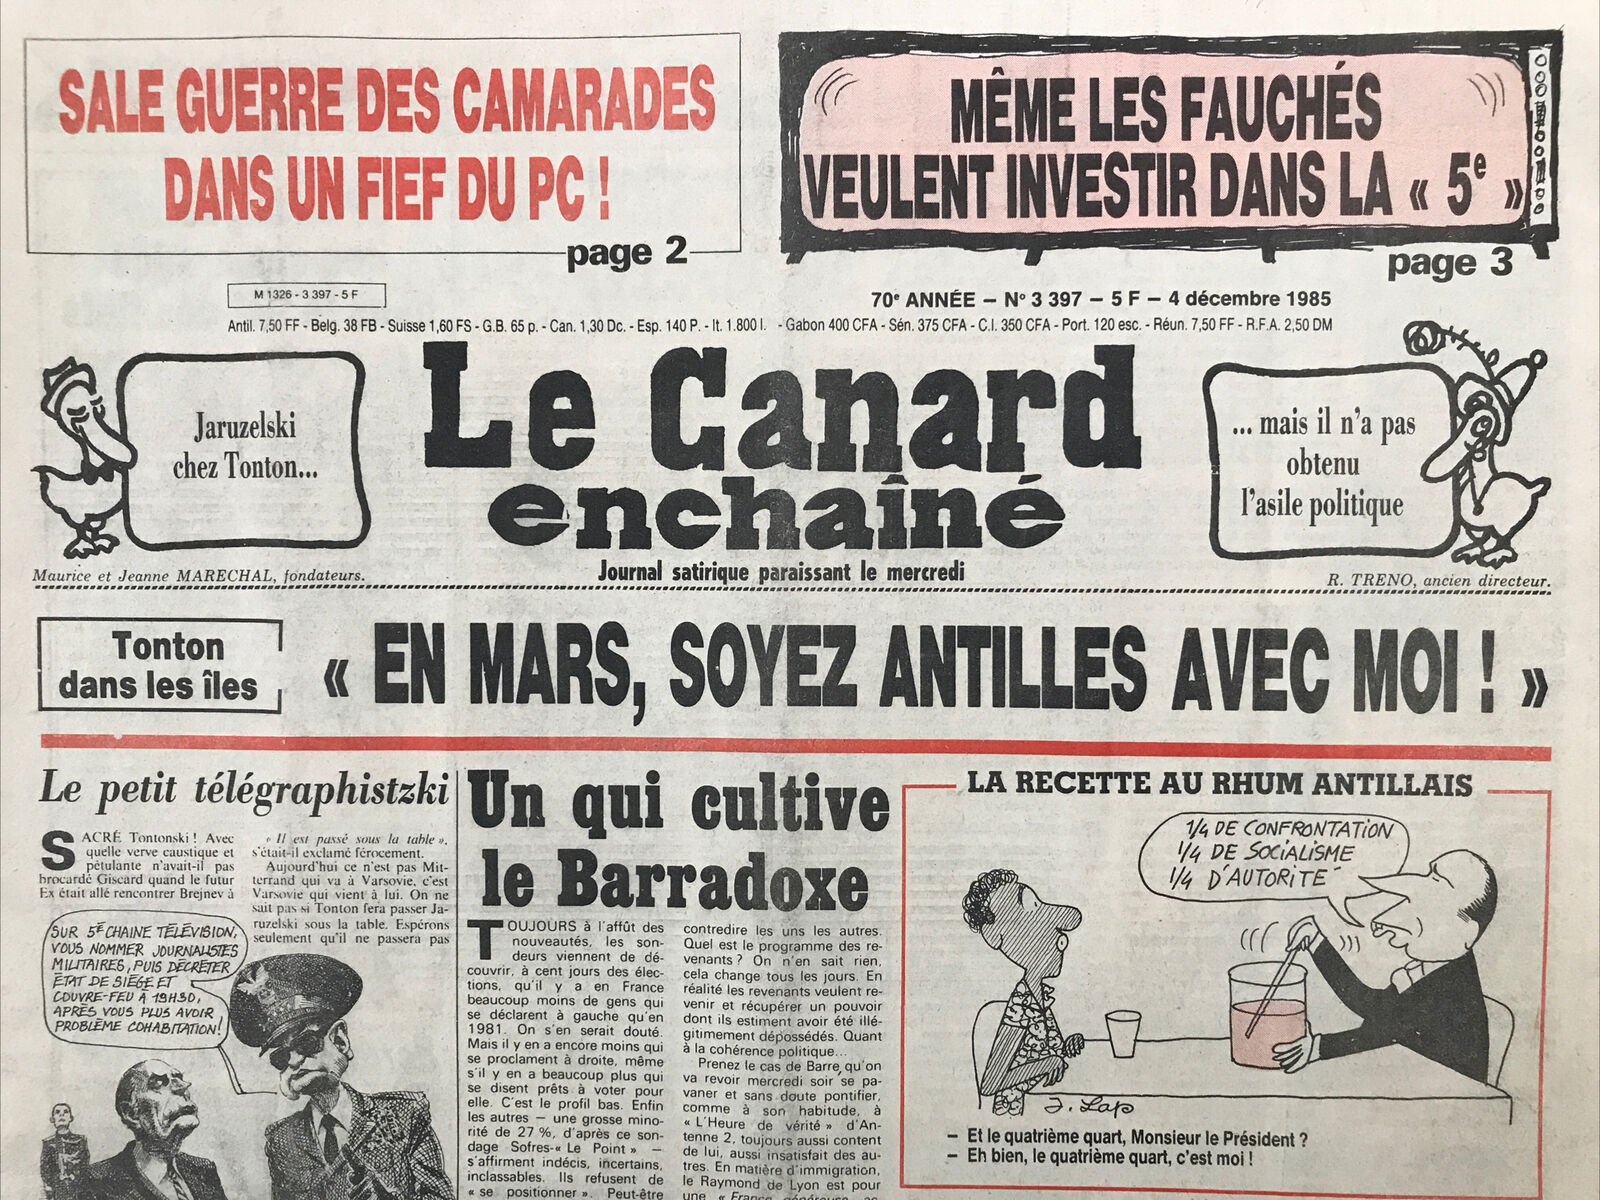 SALE GUERRE DES CAMARADES
DANS UN FIEF DU PC !
page 2
MÊME LES FAUCHÉS
VEULENT INVESTIR DANS LA « 5e »
page 3
M 1326 - 3 397 - 5 F
70e ANNÉE – No 3 397 – 5 F – 4 décembre 1985
Antil. 7,50 FF - Belg. 38 FB - Suisse 1,60 FS - G.B. 65 p. - Can. 1,30 Dc. - Esp. 140 P. - It. 1.800 l. - Gabon 400 CFA - Sén. 375 CFA - C.I. 350 CFA - Port. 120 esc. - Réun. 7,50 FF - R.F.A. 2,50 DM
Jaruzelski
chez Tonton...
Le Canard
enchaîné
Journal satirique paraissant le mercredi
... mais il n'a pas
obtenu
l'asile politique
Maurice et Jeanne MARECHAL, fondateurs.
R. TRENO, ancien directeur.
Tonton
dans les îles
« EN MARS, SOYEZ ANTILLES AVEC MOI ! »
Le petit télégraphistzki
SACRÉ Tontonski ! Avec
quelle verve caustique et
pétulante n'avait-il pas
brocardé Giscard quand le futur
Ex était allé rencontrer Brejnev à
« Il est passé sous la table »,
s'était-il exclamé férocement.
Aujourd'hui ce n'est pas Mit-
terrand qui va à Varsovie, c'est
Varsovie qui vient à lui. On ne
sait pas si Tonton fera passer Ja-
ruzelski sous la table. Espérons
seulement qu'il ne passera pas
SUR 5E CHAINE TÉLÉVISION,
VOUS NOMMER JOURNALISTES
MILITAIRES, PUIS DÉCRÉTER
ÉTAT DE SIÈGE ET
COUVRE-FEU À 19H30,
APRÈS VOUS PLUS AVOIR
PROBLÈME COHABITATION !
Un qui cultive
le Barradoxe
TOUJOURS à l'affût des
nouveautés, les son-
deurs viennent de dé-
couvrir, à cent jours des élec-
tions, qu'il y a en France
beaucoup moins de gens qui
se déclarent à gauche qu'en
1981. On s'en serait douté.
Mais il y en a encore moins qui
se proclament à droite, même
s'il y en a beaucoup plus qui
se disent prêts à voter pour
elle. C'est le profil bas. Enfin
les autres — une grosse mino-
rité de 27 %, d'après ce son-
dage Sofres-« Le Point » —
s'affirment indécis, incertains,
inclassables. Ils refusent de
« se positionner ». Peut-être
contredire les uns les autres.
Quel est le programme des re-
venants ? On n'en sait rien,
cela change tous les jours. En
réalité les revenants veulent re-
venir et récupérer un pouvoir
dont ils estiment avoir été illé-
gitimement dépossédés. Quant
à la cohérence politique...
Prenez le cas de Barre, qu'on
va revoir mercredi soir se pa-
vaner et sans doute pontifier,
comme à son habitude, à
« L'Heure de vérité » d'An-
tenne 2, toujours aussi content
de lui, aussi insatisfait des au-
tres. En matière d'immigration,
le Raymond de Lyon est pour
une « France généreuse,
LA RECETTE AU RHUM ANTILLAIS
1/4 DE CONFRONTATION
1/4 DE SOCIALISME
1/4 D'AUTORITÉ
J. Lap
– Et le quatrième quart, Monsieur le Président ?
– Eh bien, le quatrième quart, c'est moi !